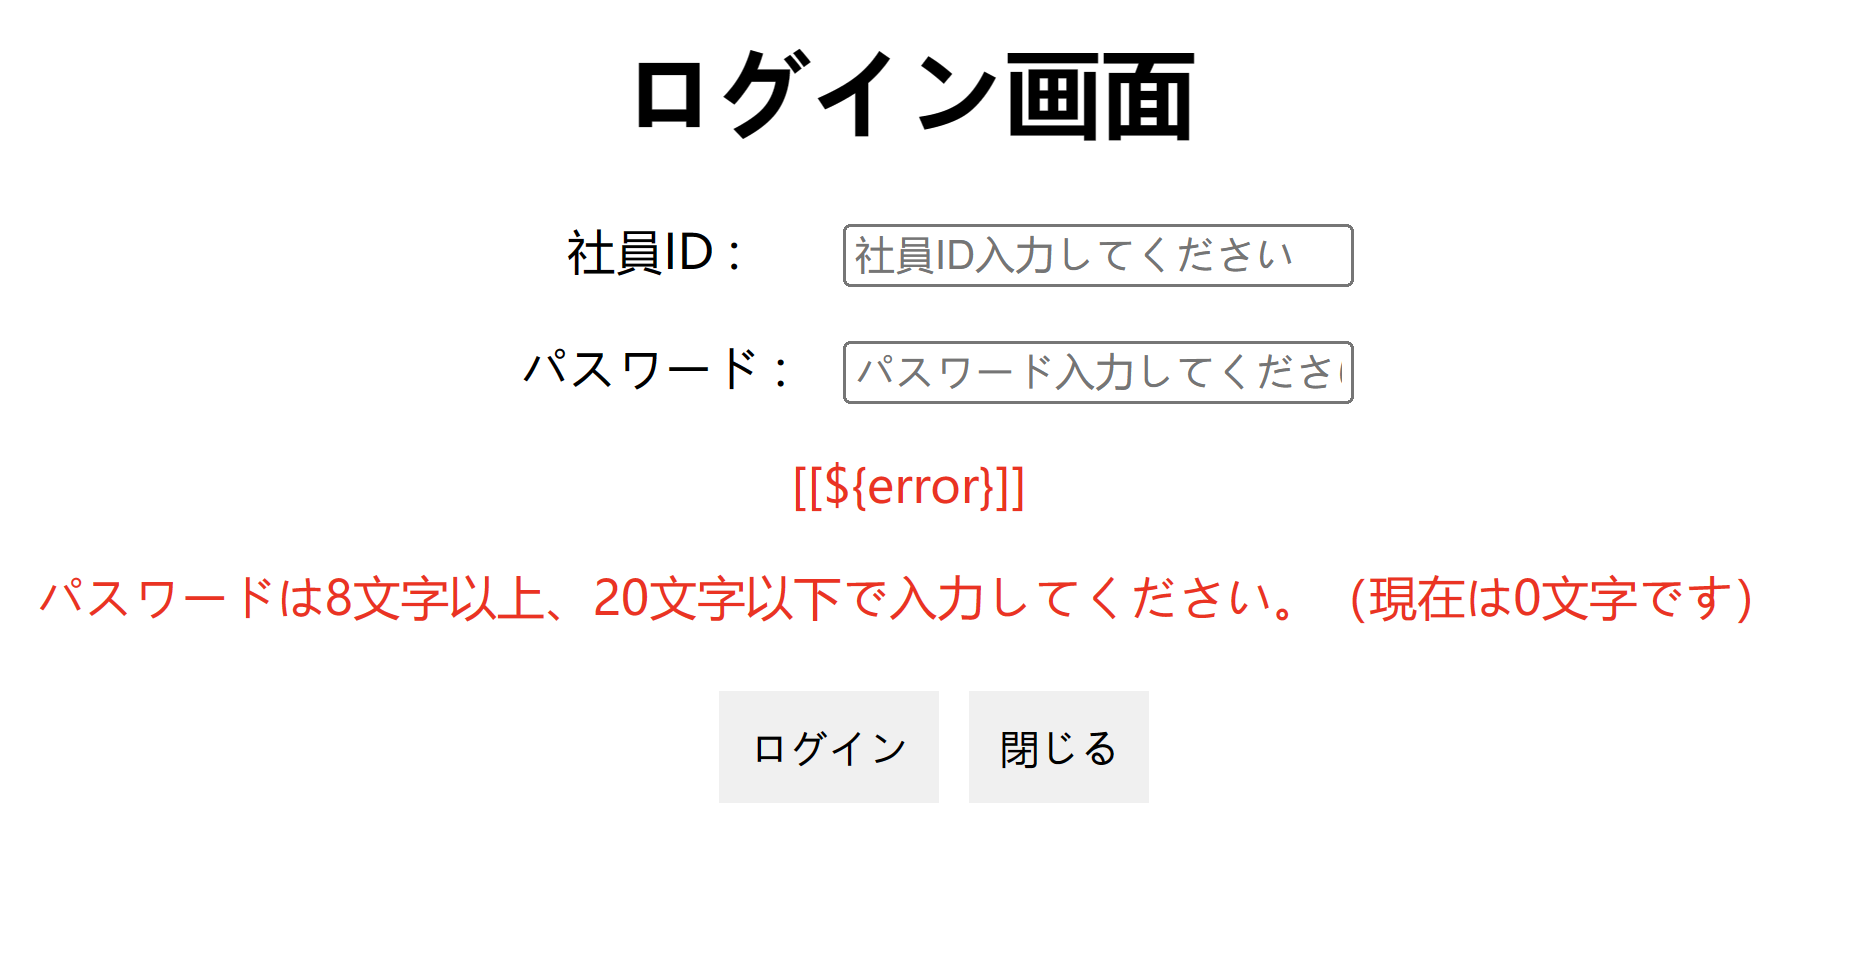 ログイン画面
社員ID : 社員ID入力してください
パスワード : パスワード入力してくださ
[[${error}]]
パスワードは8文字以上、20文字以下で入力してください。（現在は0文字です）
ログイン 閉じる